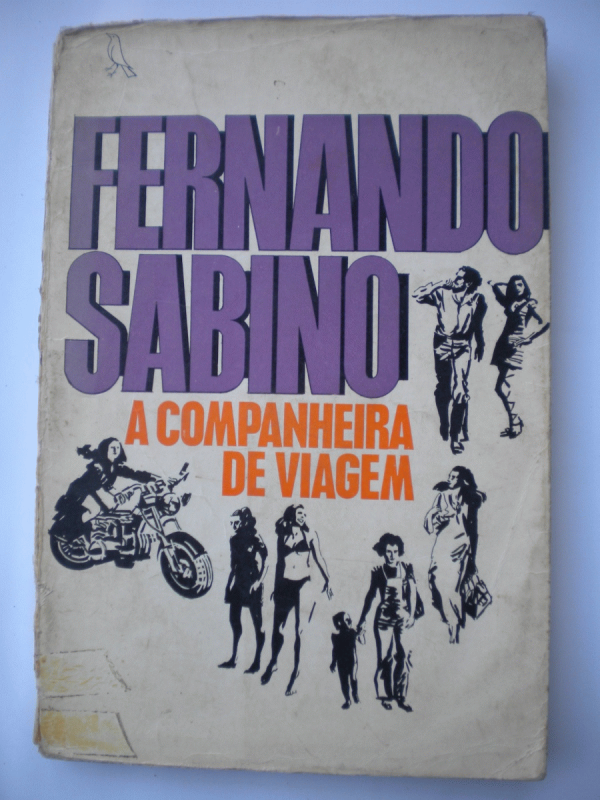 FERNANDO
SABINO
A COMPANHEIRA
DE VIAGEM